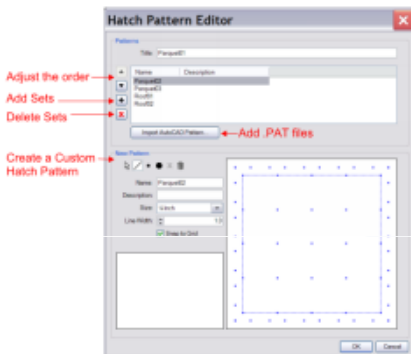 Hatch Pattern Editor
Patterns
Title: Parquet01
Adjust the order
Name Description
Parquet02
Parquet03
Roof01
Roof02
Add Sets
Delete Sets
Import AutoCAD Pattern...
Add .PAT files
Create a Custom
Hatch Pattern
New Pattern
Name: Parquet02
Description:
Size:
Line Width:
Snap to Grid
OK Cancel